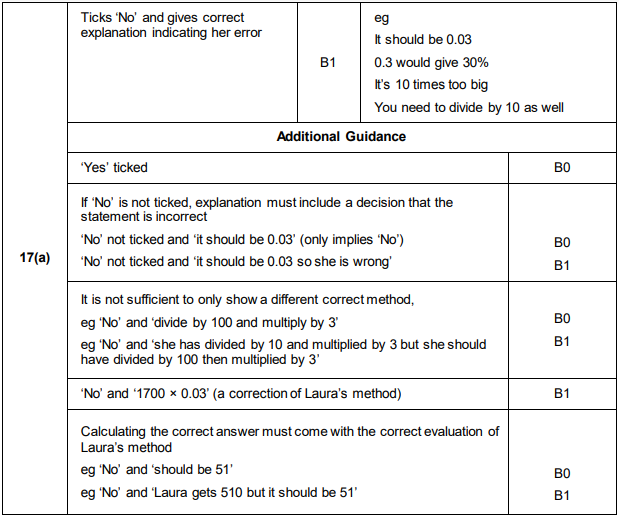 Ticks ‘No’ and gives correct
explanation indicating her error
B1
eg
It should be 0.03
0.3 would give 30%
It’s 10 times too big
You need to divide by 10 as well
Additional Guidance
17(a)
‘Yes’ ticked B0
If ‘No’ is not ticked, explanation must include a decision that the
statement is incorrect
‘No’ not ticked and ‘it should be 0.03’ (only implies ‘No’) B0
‘No’ not ticked and ‘it should be 0.03 so she is wrong’ B1
It is not sufficient to only show a different correct method,
eg ‘No’ and ‘divide by 100 and multiply by 3’ B0
eg ‘No’ and ‘she has divided by 10 and multiplied by 3 but she should B1
have divided by 100 then multiplied by 3’
‘No’ and ‘1700 × 0.03’ (a correction of Laura’s method) B1
Calculating the correct answer must come with the correct evaluation of
Laura’s method
eg ‘No’ and ‘should be 51’ B0
eg ‘No’ and ‘Laura gets 510 but it should be 51’ B1